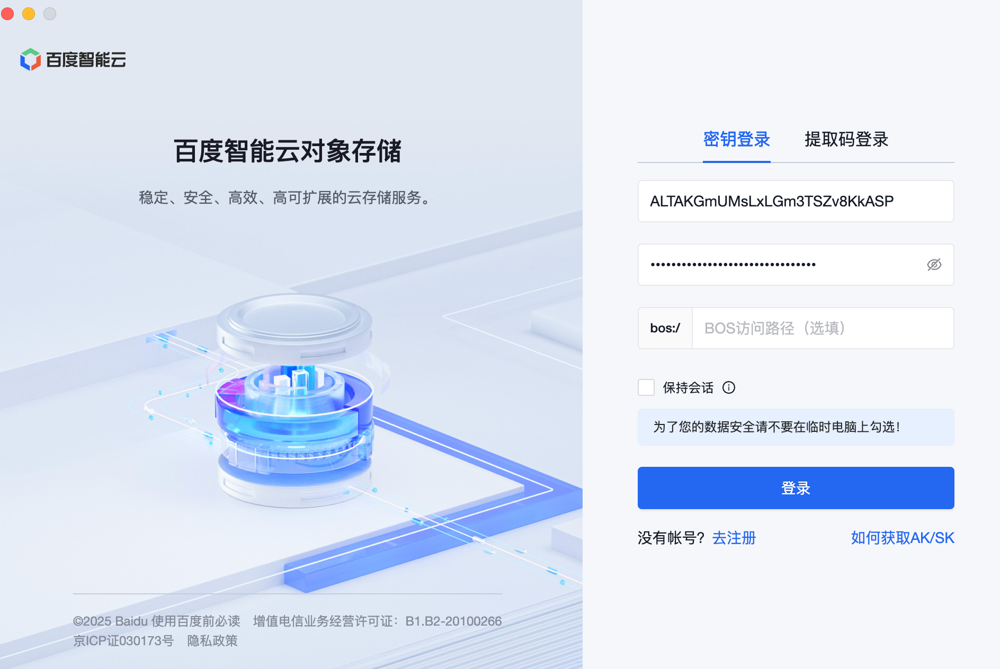 百度智能云
百度智能云对象存储
稳定、安全、高效、高可扩展的云存储服务。
©2025 Baidu 使用百度前必读 增值电信业务经营许可证：B1.B2-20100266
京ICP证030173号 隐私政策
密钥登录 提取码登录
ALTAKGmUMsLxLGm3TSZv8KkASP
••••••••••••••••••••••••••••••••
bos:/ BOS访问路径（选填）
保持会话
为了您的数据安全请不要在临时电脑上勾选！
登录
没有帐号？ 去注册 如何获取AK/SK